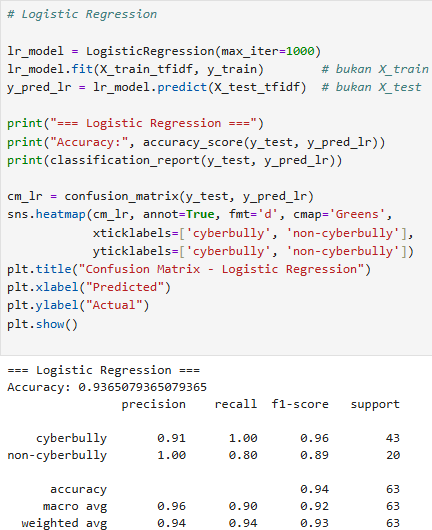 # Logistic Regression
lr_model = LogisticRegression(max_iter=1000)
lr_model.fit(X_train_tfidf, y_train)        # bukan X_train
y_pred_lr = lr_model.predict(X_test_tfidf)  # bukan X_test
print("=== Logistic Regression ===")
print("Accuracy:", accuracy_score(y_test, y_pred_lr))
print(classification_report(y_test, y_pred_lr))
cm_lr = confusion_matrix(y_test, y_pred_lr)
sns.heatmap(cm_lr, annot=True, fmt='d', cmap='Greens',
            xticklabels=['cyberbully', 'non-cyberbully'],
            yticklabels=['cyberbully', 'non-cyberbully'])
plt.title("Confusion Matrix - Logistic Regression")
plt.xlabel("Predicted")
plt.ylabel("Actual")
plt.show()
=== Logistic Regression ===
Accuracy: 0.9365079365079365
                precision    recall  f1-score   support
    cyberbully       0.91      1.00      0.96        43
non-cyberbully       1.00      0.80      0.89        20
      accuracy                           0.94        63
     macro avg       0.96      0.90      0.92        63
  weighted avg       0.94      0.94      0.93        63